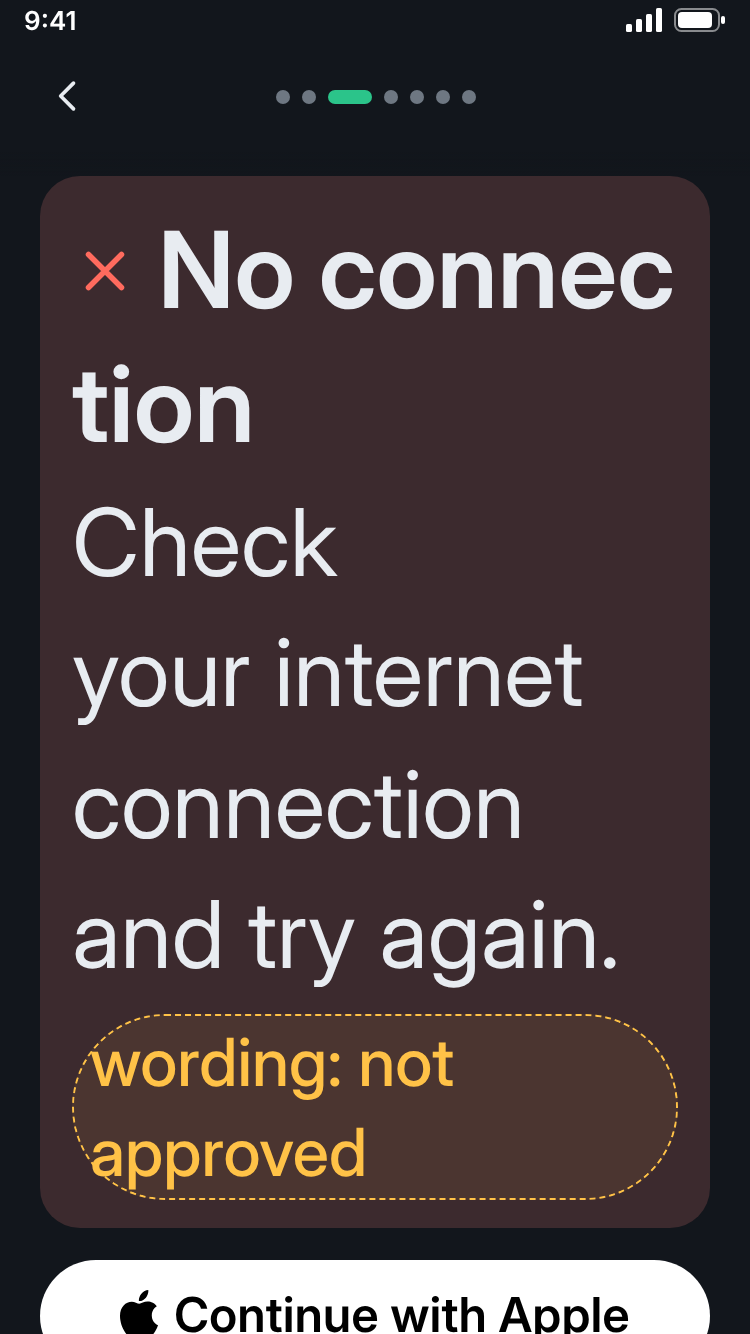 9:41
No connec
tion
Check
your internet
connection
and try again.
wording: not
approved
Continue with Apple